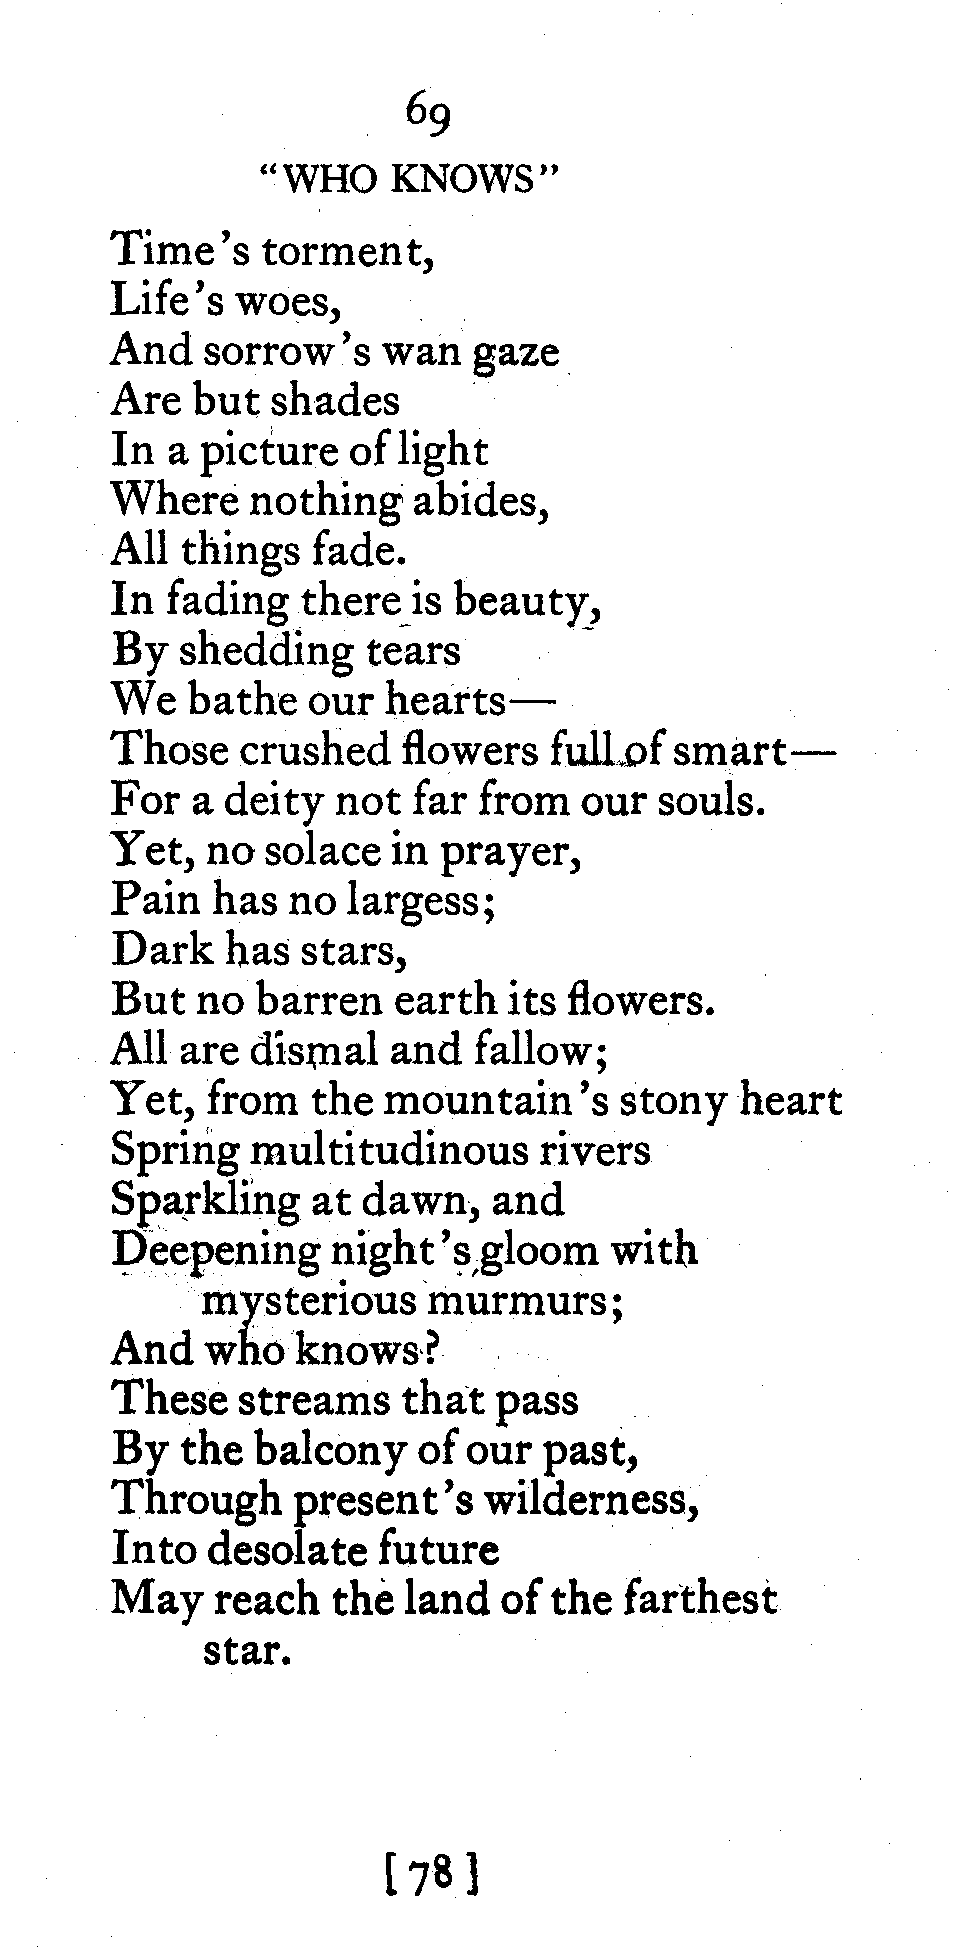 69
"WHO KNOWS"
Time's torment,
Life's woes,
And sorrow's wan gaze
Are but shades
In a picture of light
Where nothing abides,
All things fade.
In fading there is beauty,
By shedding tears
We bathe our hearts—
Those crushed flowers full of smart—
For a deity not far from our souls.
Yet, no solace in prayer,
Pain has no largess;
Dark has stars,
But no barren earth its flowers.
All are dismal and fallow;
Yet, from the mountain's stony heart
Spring multitudinous rivers
Sparkling at dawn, and
Deepening night's gloom with
mysterious murmurs;
And who knows?
These streams that pass
By the balcony of our past,
Through present's wilderness,
Into desolate future
May reach the land of the farthest
star.
[78]